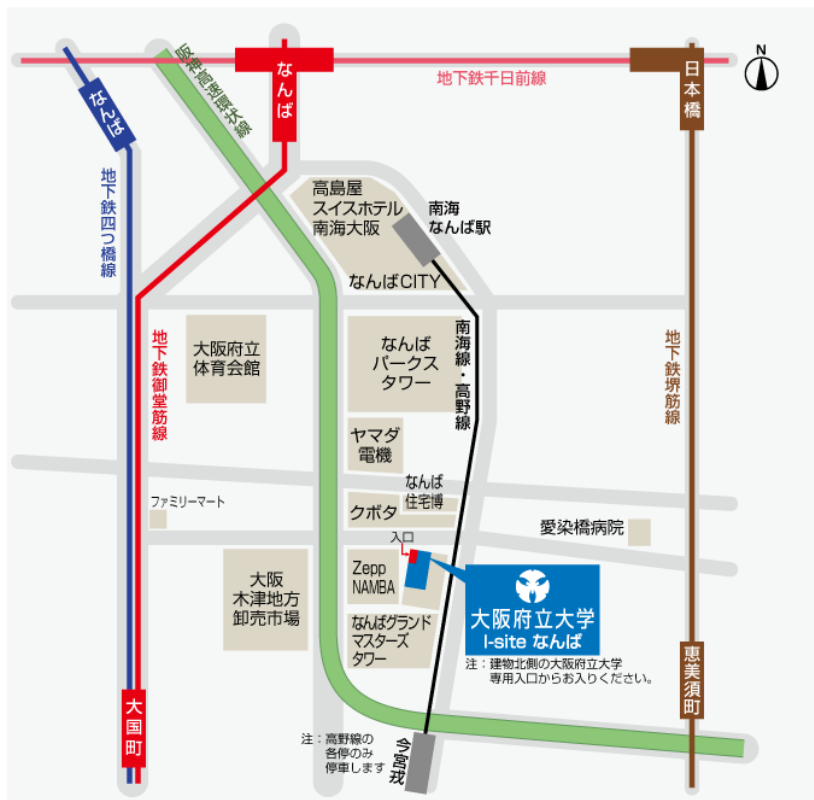 N
地下鉄千日前線
なんば
日本橋
なんば
阪神高速環状線
地下鉄四つ橋線
高島屋
スイスホテル
南海大阪
南海
なんば駅
なんばCITY
地下鉄御堂筋線
大阪府立
体育会館
なんば
パークス
タワー
南海線・高野線
地下鉄堺筋線
ヤマダ
電機
なんば
住宅博
ファミリーマート
クボタ
愛染橋病院
入口
大阪
木津地方
卸売市場
Zepp
NAMBA
なんばグランド
マスターズ
タワー
大阪府立大学
I-site なんば
注：建物北側の大阪府立大学
専用入口からお入りください。
恵美須町
大国町
注：高野線の
各停のみ
停車します
今宮戎